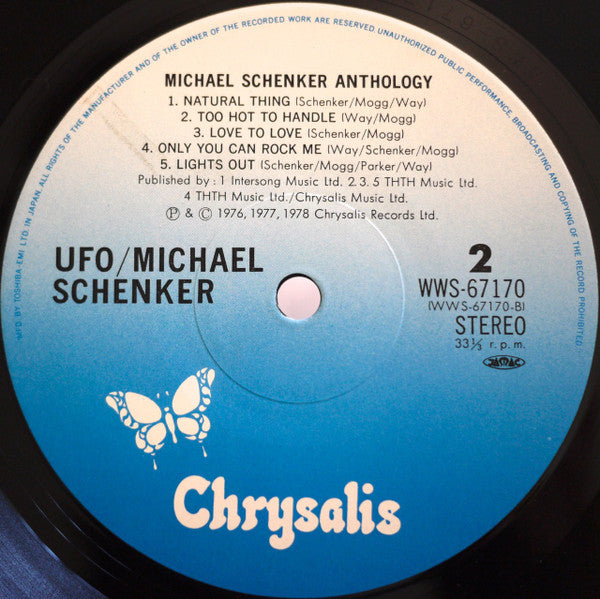 MFD. BY TOSHIBA-EMI LTD. IN JAPAN. ALL RIGHTS OF THE MANUFACTURER AND OF THE OWNER OF THE RECORDED WORK ARE RESERVED. UNAUTHORIZED PUBLIC PERFORMANCE, BROADCASTING AND COPYING OF THE RECORD PROHIBITED.
MICHAEL SCHENKER ANTHOLOGY
1. NATURAL THING (Schenker/Mogg/Way)
2. TOO HOT TO HANDLE (Way/Mogg)
3. LOVE TO LOVE (Schenker/Mogg)
4. ONLY YOU CAN ROCK ME (Way/Schenker/Mogg)
5. LIGHTS OUT (Schenker/Mogg/Parker/Way)
Published by: 1 Intersong Music Ltd. 2. 3. 5 THTH Music Ltd.
4 THTH Music Ltd./Chrysalis Music Ltd.
Ⓟ & © 1976, 1977, 1978 Chrysalis Records Ltd.
UFO/MICHAEL
SCHENKER
2
WWS-67170
(WWS-67170-B)
STEREO
33⅓ r.p.m.
JAMAC
Chrysalis